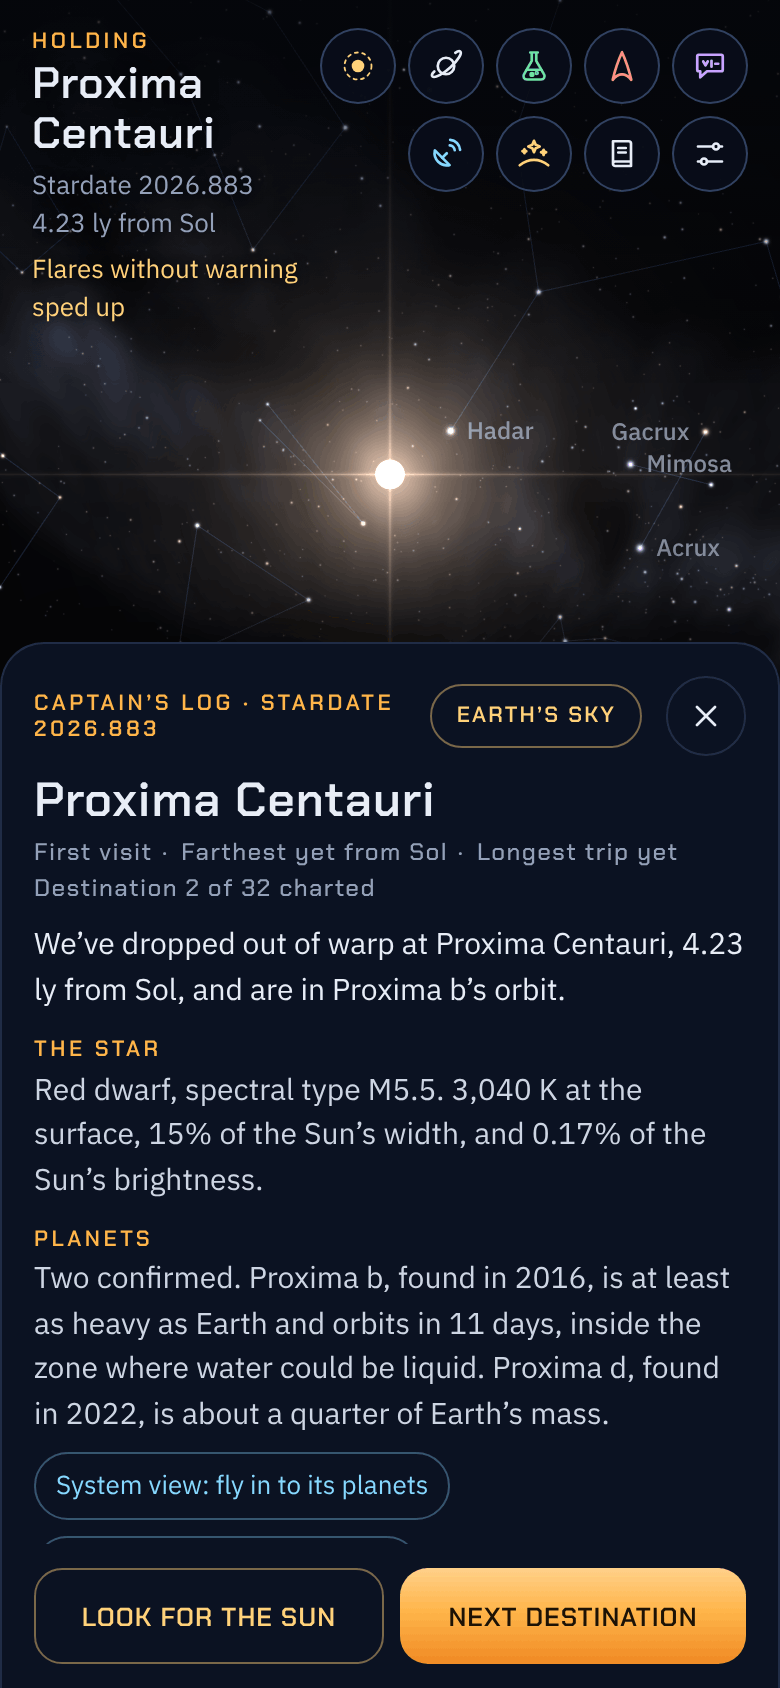 HOLDING
Proxima
Centauri
Stardate 2026.883
4.23 ly from Sol
Flares without warning
sped up
Hadar
Gacrux
Mimosa
Acrux
CAPTAIN'S LOG · STARDATE
2026.883
EARTH'S SKY
Proxima Centauri
First visit · Farthest yet from Sol · Longest trip yet
Destination 2 of 32 charted
We've dropped out of warp at Proxima Centauri, 4.23
ly from Sol, and are in Proxima b's orbit.
THE STAR
Red dwarf, spectral type M5.5. 3,040 K at the
surface, 15% of the Sun's width, and 0.17% of the
Sun's brightness.
PLANETS
Two confirmed. Proxima b, found in 2016, is at least
as heavy as Earth and orbits in 11 days, inside the
zone where water could be liquid. Proxima d, found
in 2022, is about a quarter of Earth's mass.
System view: fly in to its planets
LOOK FOR THE SUN
NEXT DESTINATION